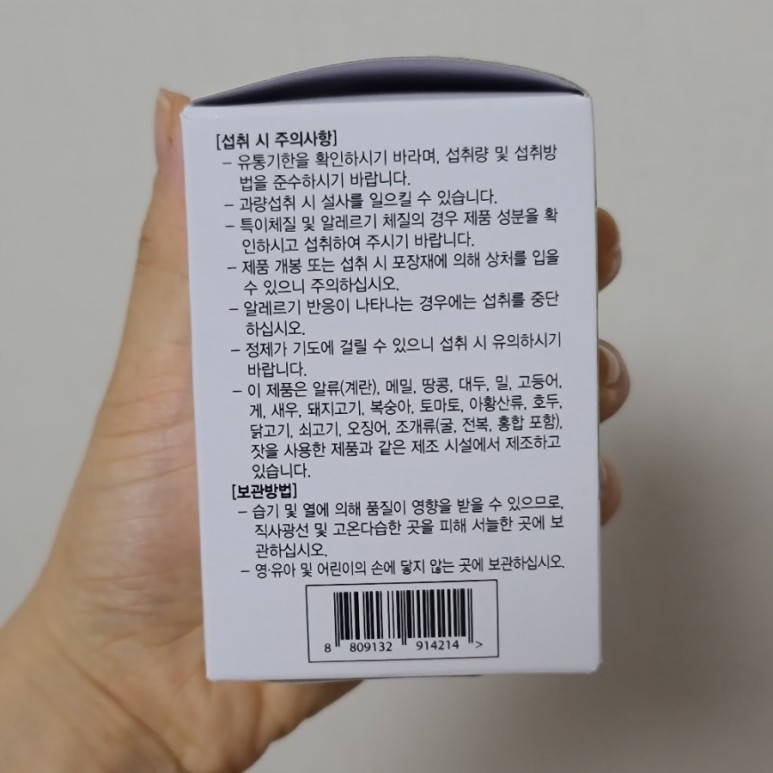 [섭취 시 주의사항]
– 유통기한을 확인하시기 바라며, 섭취량 및 섭취방
법을 준수하시기 바랍니다.
– 과량섭취 시 설사를 일으킬 수 있습니다.
– 특이체질 및 알레르기 체질의 경우 제품 성분을 확
인하시고 섭취하여 주시기 바랍니다.
– 제품 개봉 또는 섭취 시 포장재에 의해 상처를 입을
수 있으니 주의하십시오.
– 알레르기 반응이 나타나는 경우에는 섭취를 중단
하십시오.
– 정제가 기도에 걸릴 수 있으니 섭취 시 유의하시기
바랍니다.
– 이 제품은 알류(계란), 메밀, 땅콩, 대두, 밀, 고등어,
게, 새우, 돼지고기, 복숭아, 토마토, 아황산류, 호두,
닭고기, 쇠고기, 오징어, 조개류(굴, 전복, 홍합 포함),
잣을 사용한 제품과 같은 제조 시설에서 제조하고
있습니다.
[보관방법]
– 습기 및 열에 의해 품질이 영향을 받을 수 있으므로,
직사광선 및 고온다습한 곳을 피해 서늘한 곳에 보
관하십시오.
– 영·유아 및 어린이의 손에 닿지 않는 곳에 보관하십시오.
8 809132 914214 >